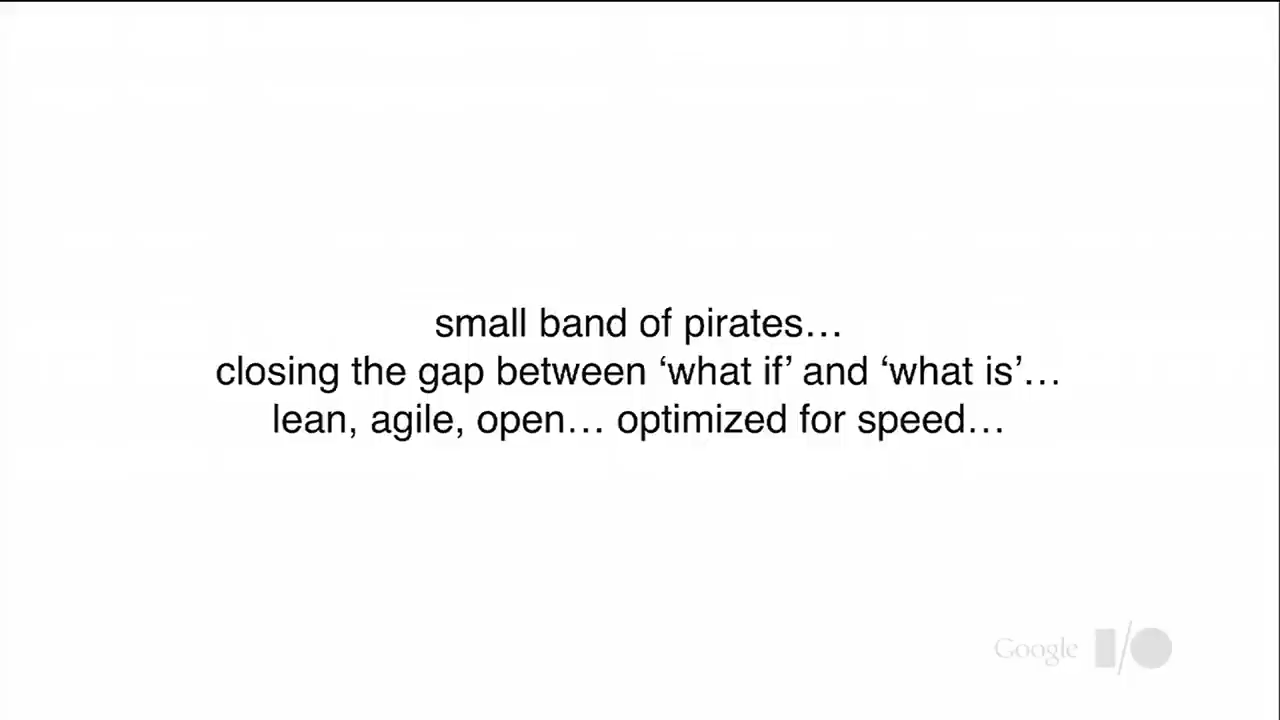 small band of pirates…
closing the gap between ‘what if’ and ‘what is’…
lean, agile, open… optimized for speed…
Google I/O